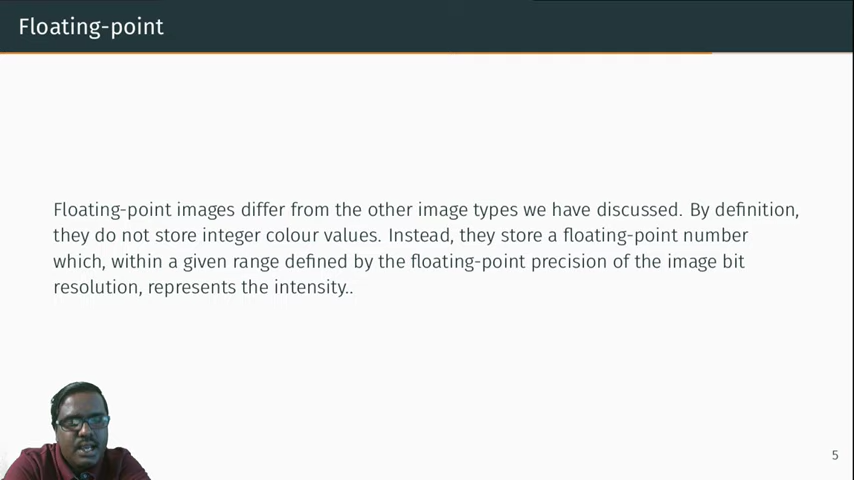 Floating-point
Floating-point images differ from the other image types we have discussed. By definition,
they do not store integer colour values. Instead, they store a floating-point number
which, within a given range defined by the floating-point precision of the image bit
resolution, represents the intensity..
5